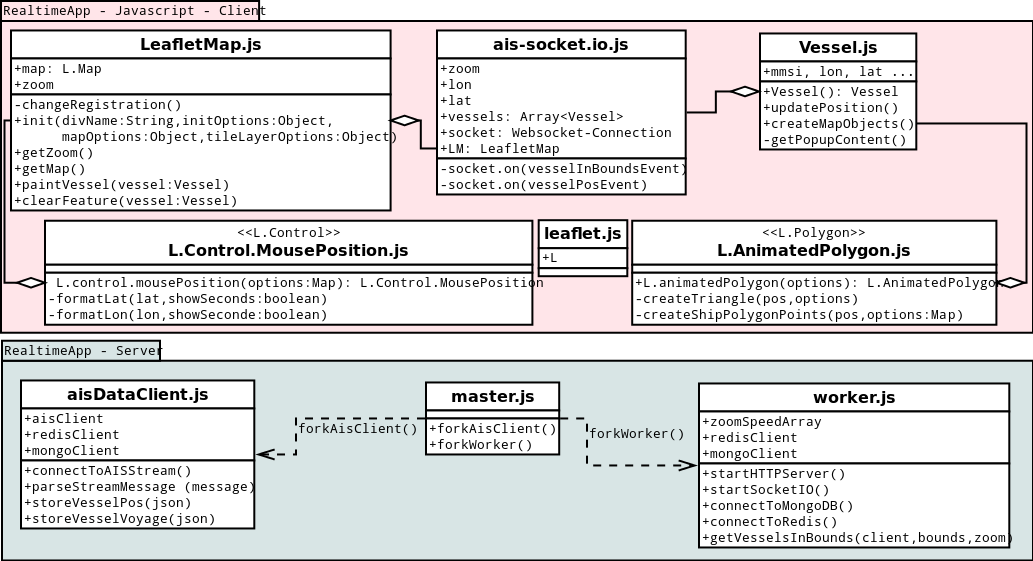 RealtimeApp - Javascript - Client
LeafletMap.js
+map: L.Map
+zoom
-changeRegistration()
+init(divName:String,initOptions:Object,
mapOptions:Object,tileLayerOptions:Object)
+getZoom()
+getMap()
+paintVessel(vessel:Vessel)
+clearFeature(vessel:Vessel)
ais-socket.io.js
+zoom
+lon
+lat
+vessels: Array<Vessel>
+socket: Websocket-Connection
+LM: LeafletMap
-socket.on(vesselInBoundsEvent)
-socket.on(vesselPosEvent)
Vessel.js
+mmsi, lon, lat ...
+Vessel(): Vessel
+updatePosition()
+createMapObjects()
-getPopupContent()
<<L.Control>>
L.Control.MousePosition.js
L.control.mousePosition(options:Map): L.Control.MousePosition
-formatLat(lat,showSeconds:boolean)
-formatLon(lon,showSeconde:boolean)
leaflet.js
+L
<<L.Polygon>>
L.AnimatedPolygon.js
+L.animatedPolygon(options): L.AnimatedPolygon
-createTriangle(pos,options)
-createShipPolygonPoints(pos,options:Map)
RealtimeApp - Server
aisDataClient.js
+aisClient
+redisClient
+mongoClient
+connectToAISStream()
+parseStreamMessage (message)
+storeVesselPos(json)
+storeVesselVoyage(json)
forkAisClient()
master.js
+forkAisClient()
+forkWorker()
forkWorker()
worker.js
+zoomSpeedArray
+redisClient
+mongoClient
+startHTTPServer()
+startSocketIO()
+connectToMongoDB()
+connectToRedis()
+getVesselsInBounds(client,bounds,zoom)